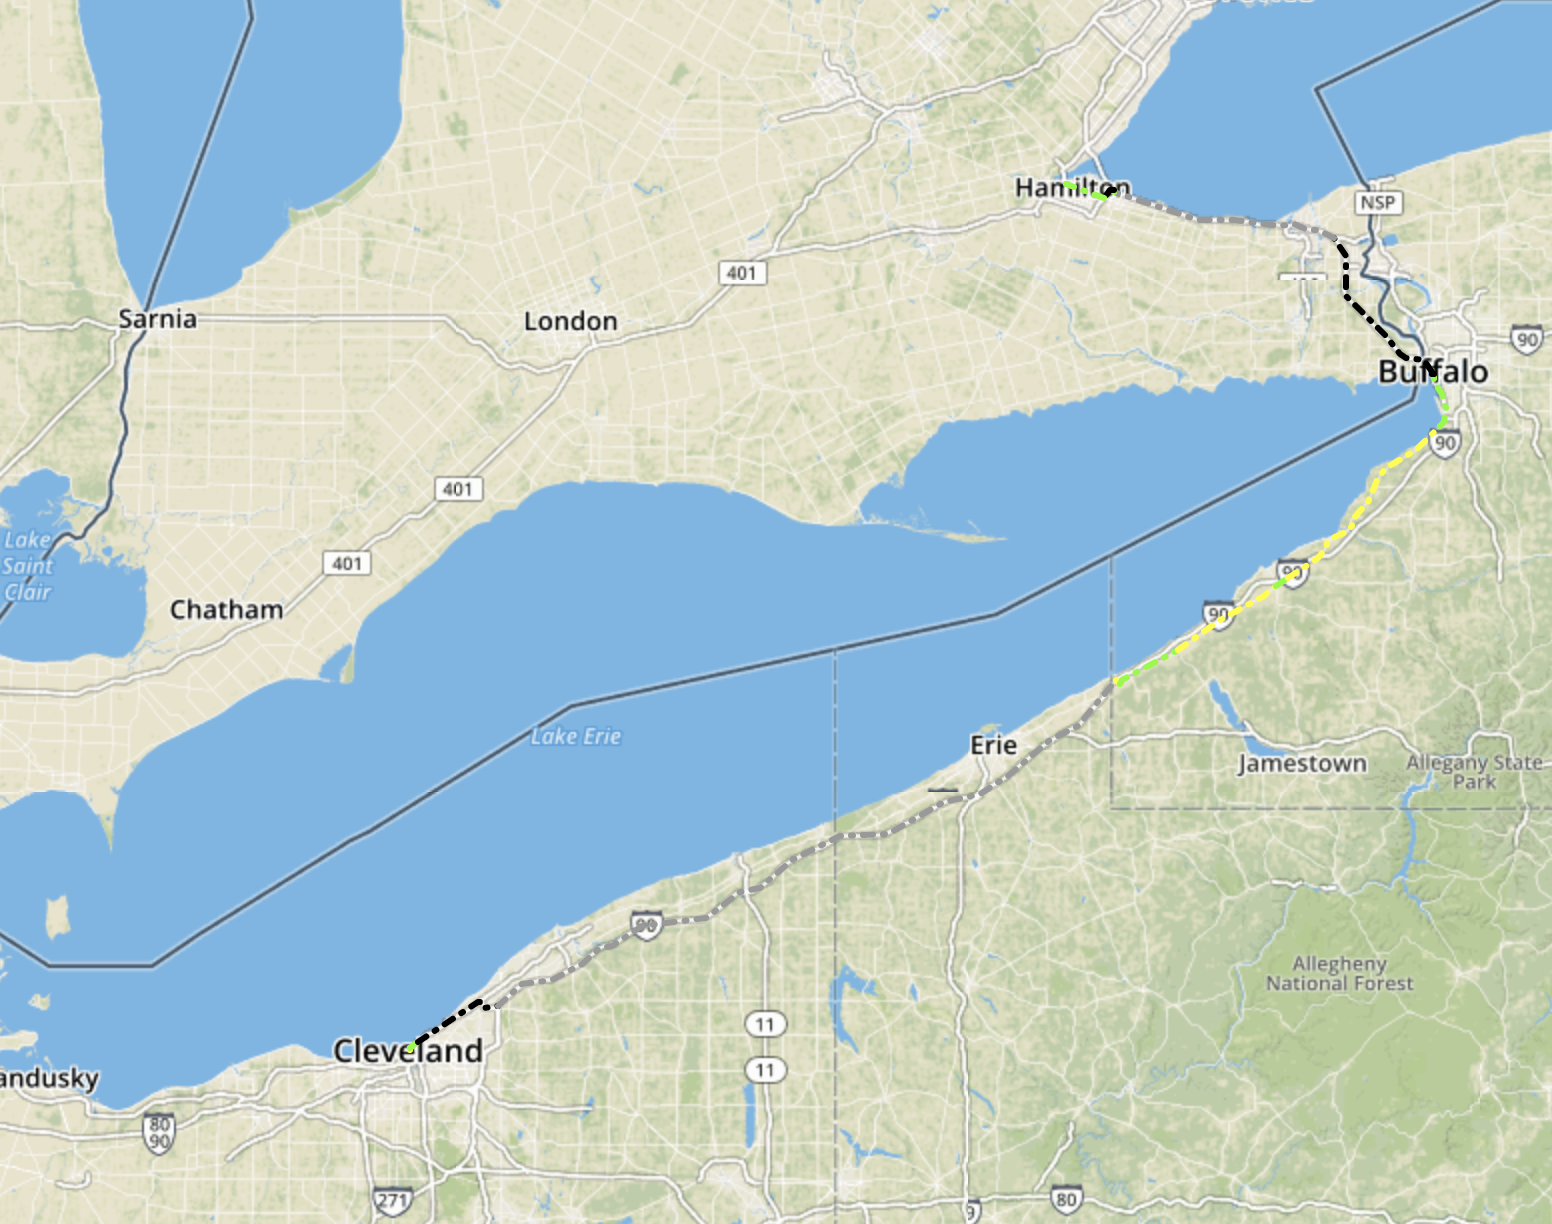 Hamilton
NSP
401
Sarnia
London
90
Buffalo
90
401
Lake
Saint
Clair
401
90
Chatham
90
Lake Erie
Erie
Jamestown
Allegany State
Park
90
Allegheny
National Forest
11
Cleveland
11
andusky
80
90
271
80
9